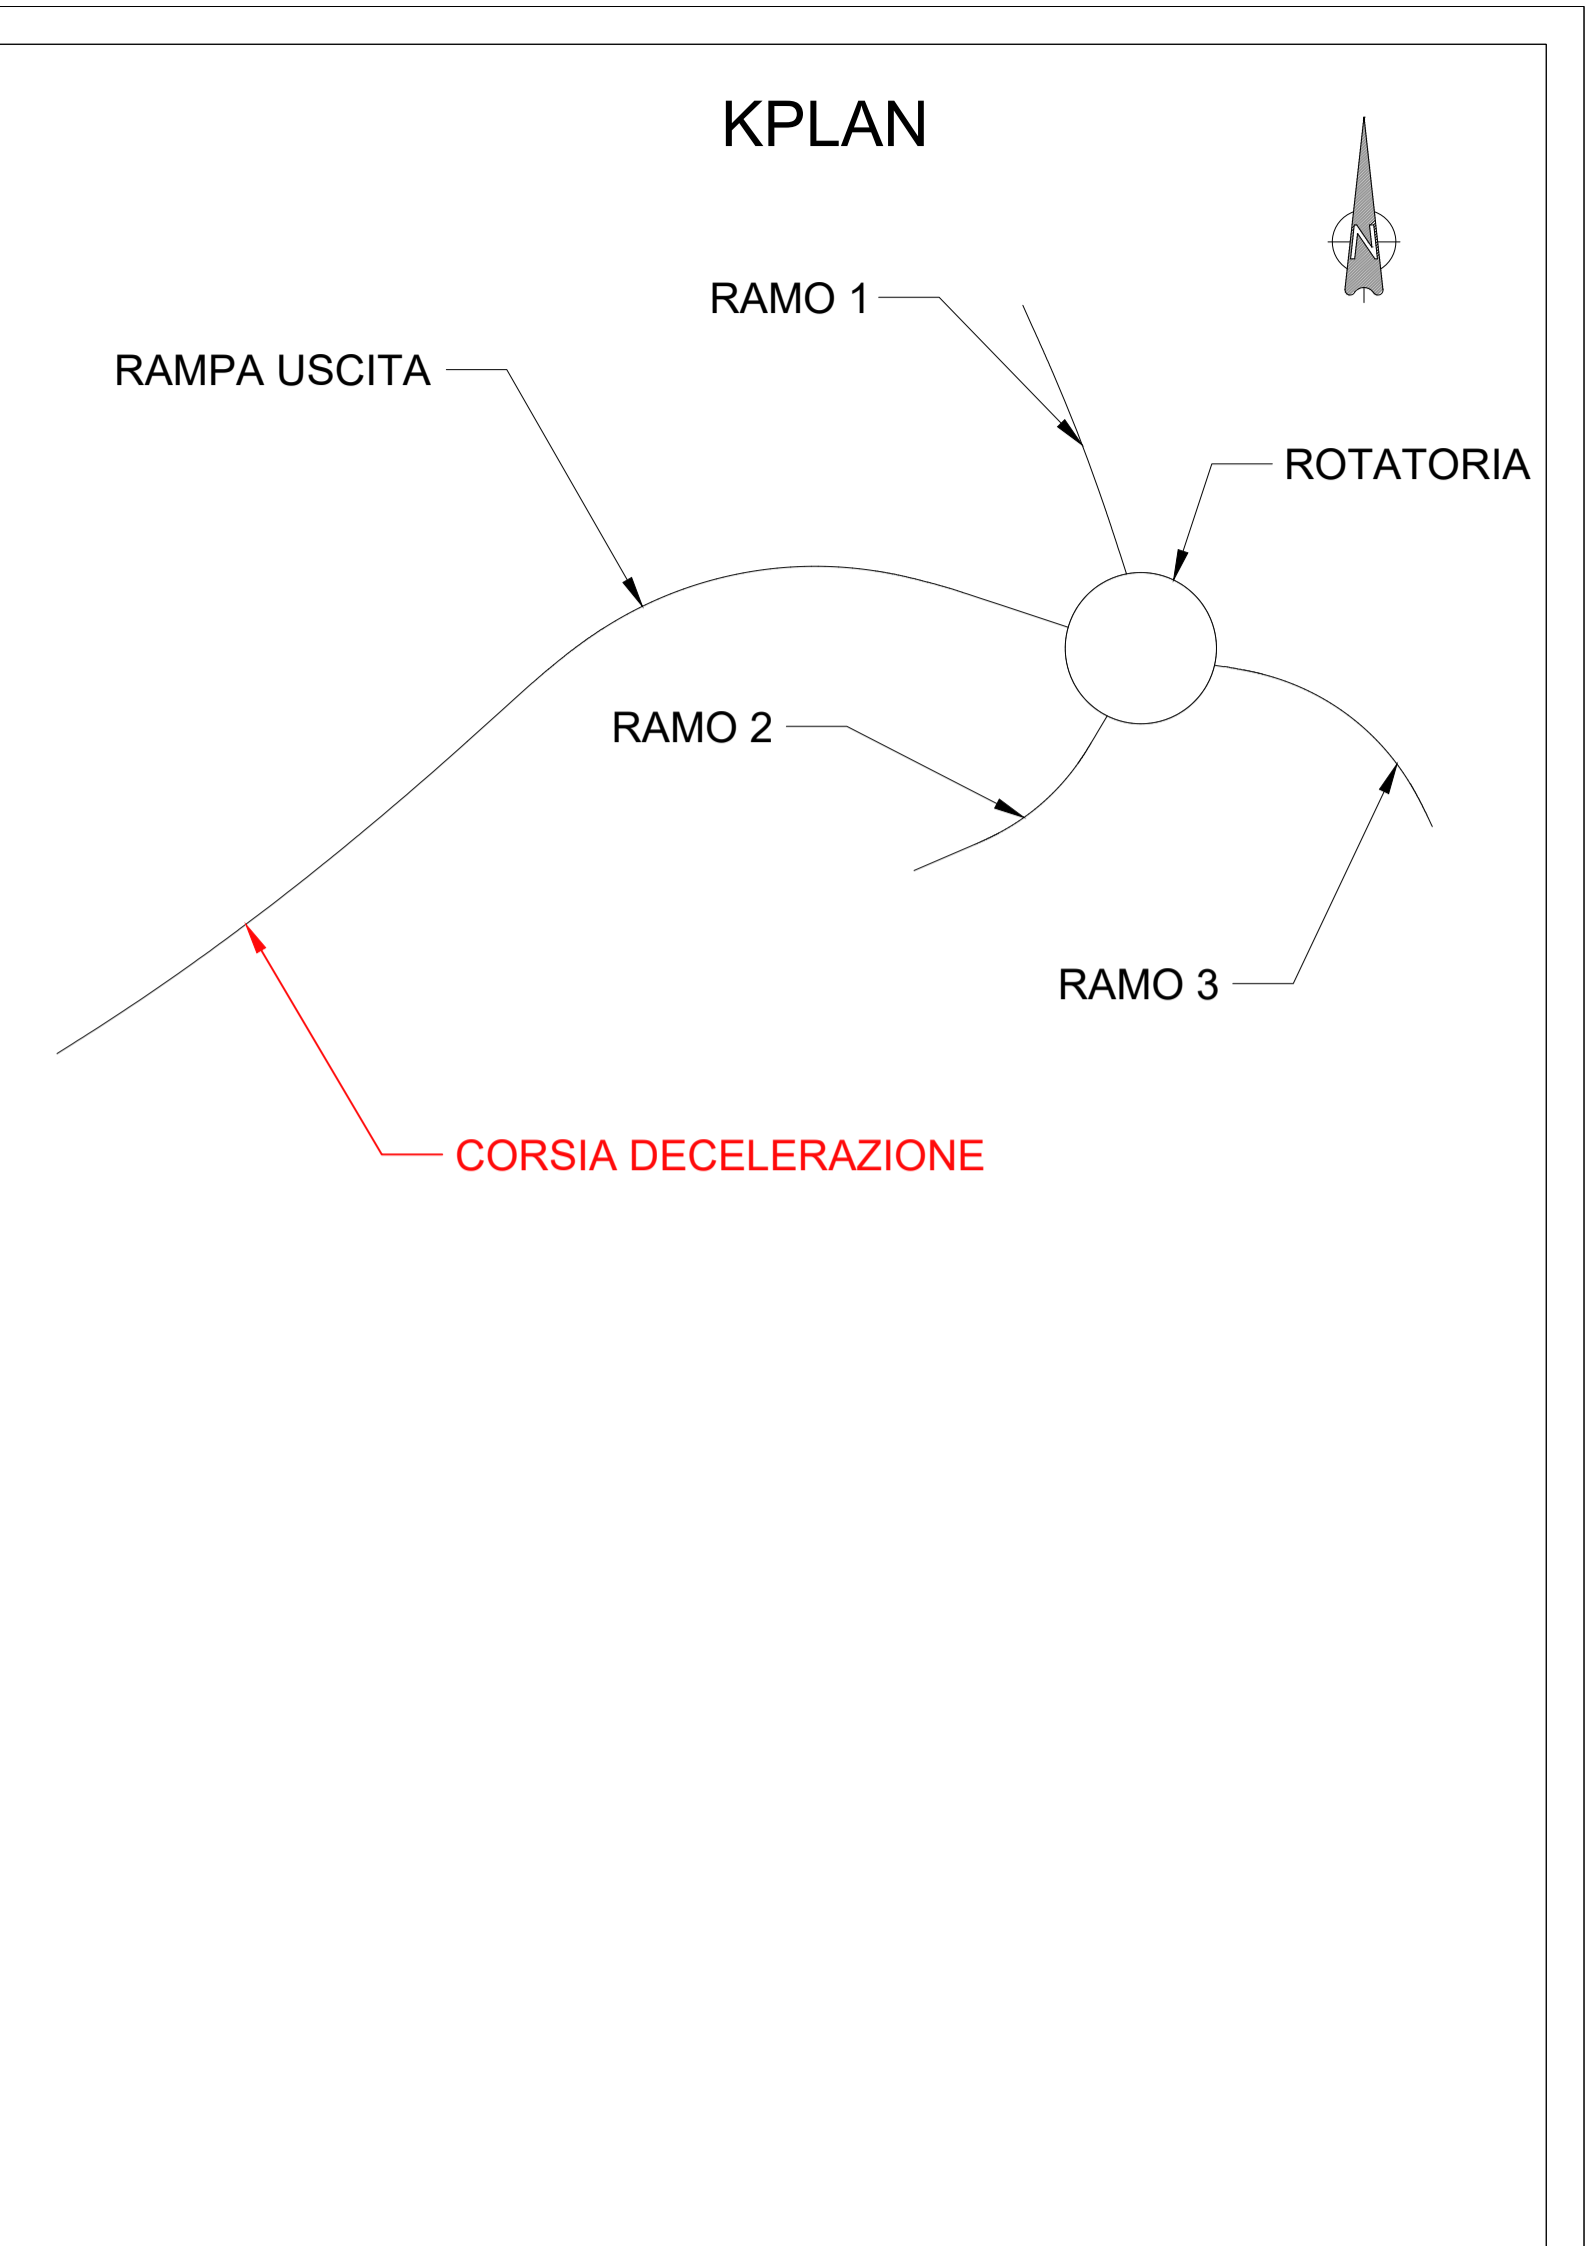 KPLAN
N
RAMO 1
RAMPA USCITA
ROTATORIA
RAMO 2
RAMO 3
CORSIA DECELERAZIONE